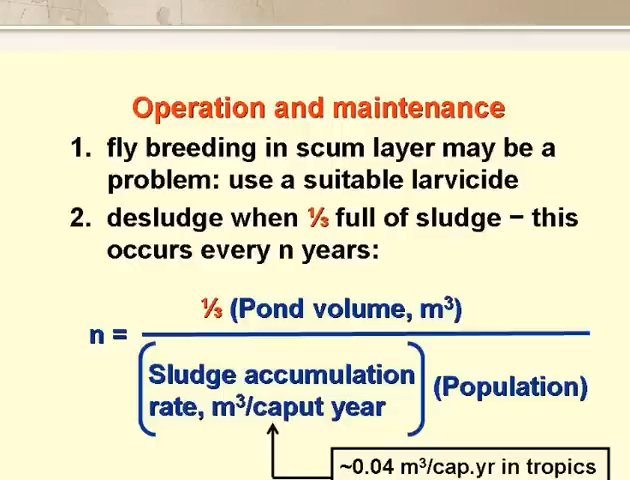 Operation and maintenance
1. fly breeding in scum layer may be a
problem: use a suitable larvicide
2. desludge when ⅓ full of sludge – this
occurs every n years:
⅓ (Pond volume, m³)
n =
Sludge accumulation
rate, m³/caput year
(Population)
~0.04 m³/cap.yr in tropics